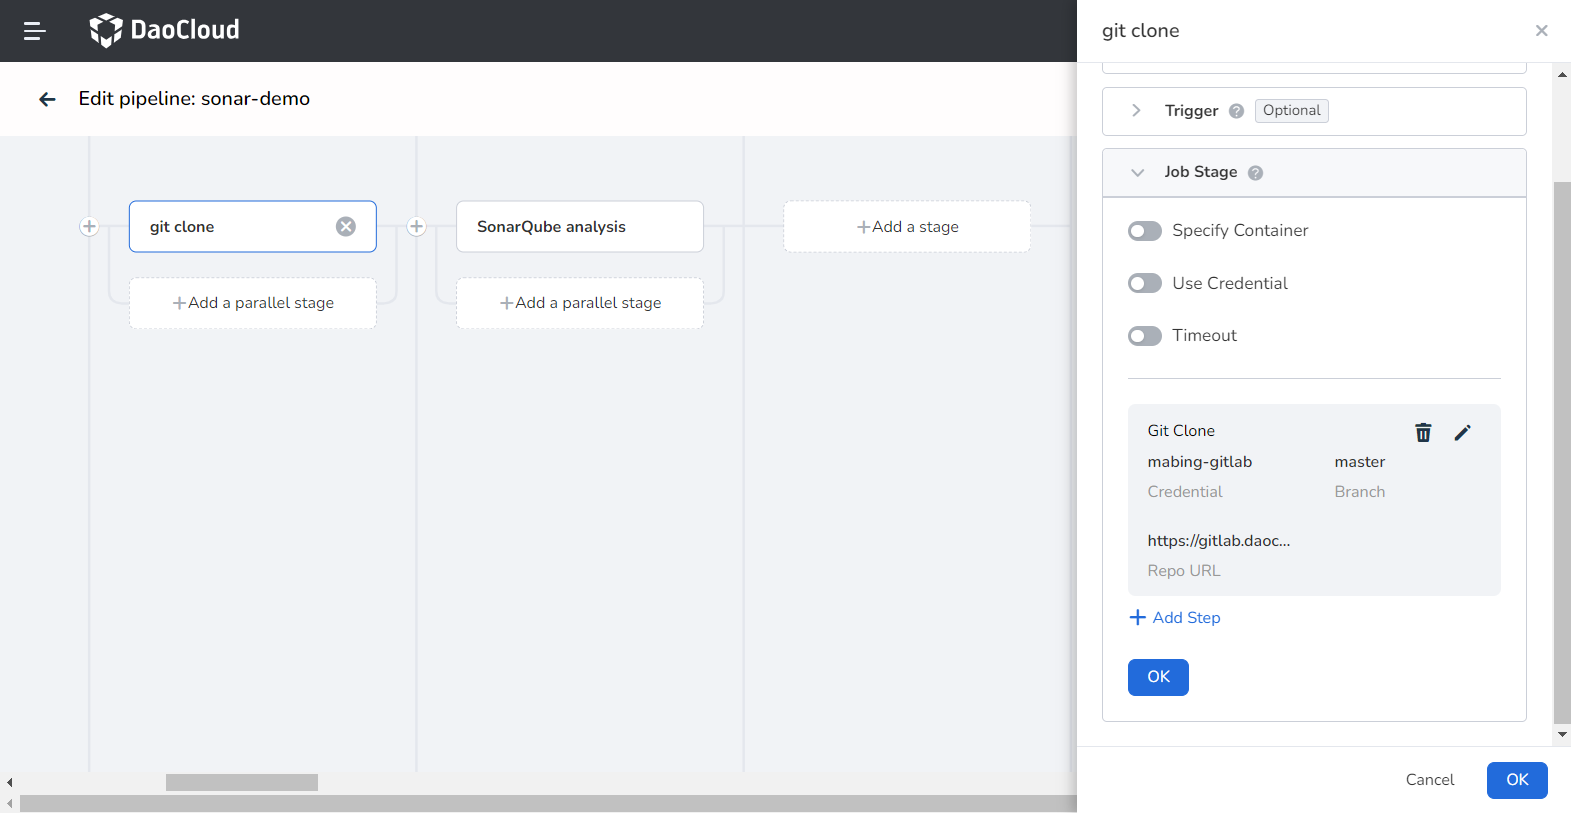 DaoCloud
Edit pipeline: sonar-demo
git clone
SonarQube analysis
+Add a stage
+Add a parallel stage
+Add a parallel stage
git clone
Trigger
Optional
Job Stage
Specify Container
Use Credential
Timeout
Git Clone
mabing-gitlab master
Credential Branch
https://gitlab.daoc...
Repo URL
+ Add Step
OK
Cancel
OK